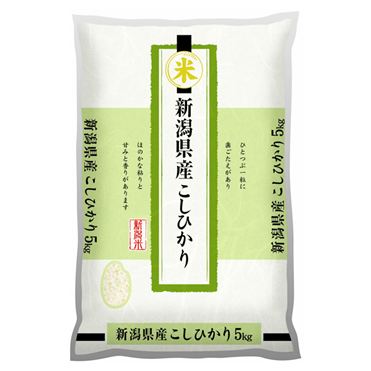 米
新潟県産こしひかり
ひとつぶ一粒に
歯ごたえがあり
ほのかな粘りと
甘みと香りがあります
新潟米
新潟県産こしひかり5kg
新潟県産こしひかり5kg
新潟県産こしひかり5kg